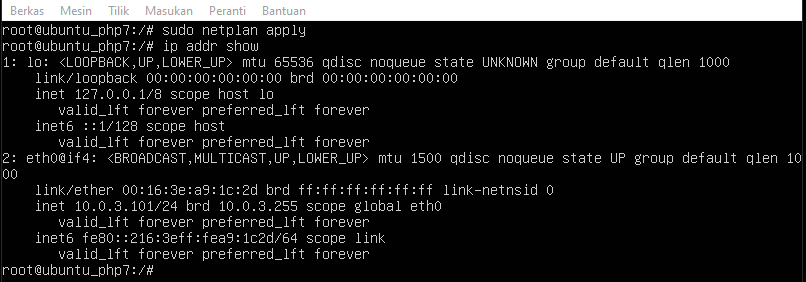 Berkas Mesin Tilik Masukan Peranti Bantuan
root@ubuntu_php7:/# sudo netplan apply
root@ubuntu_php7:/# ip addr show
1: lo: <LOOPBACK,UP,LOWER_UP> mtu 65536 qdisc noqueue state UNKNOWN group default qlen 1000
    link/loopback 00:00:00:00:00:00 brd 00:00:00:00:00:00
    inet 127.0.0.1/8 scope host lo
       valid_lft forever preferred_lft forever
    inet6 ::1/128 scope host
       valid_lft forever preferred_lft forever
2: eth0@if4: <BROADCAST,MULTICAST,UP,LOWER_UP> mtu 1500 qdisc noqueue state UP group default qlen 10
00
    link/ether 00:16:3e:a9:1c:2d brd ff:ff:ff:ff:ff:ff link-netnsid 0
    inet 10.0.3.101/24 brd 10.0.3.255 scope global eth0
       valid_lft forever preferred_lft forever
    inet6 fe80::216:3eff:fea9:1c2d/64 scope link
       valid_lft forever preferred_lft forever
root@ubuntu_php7:/#